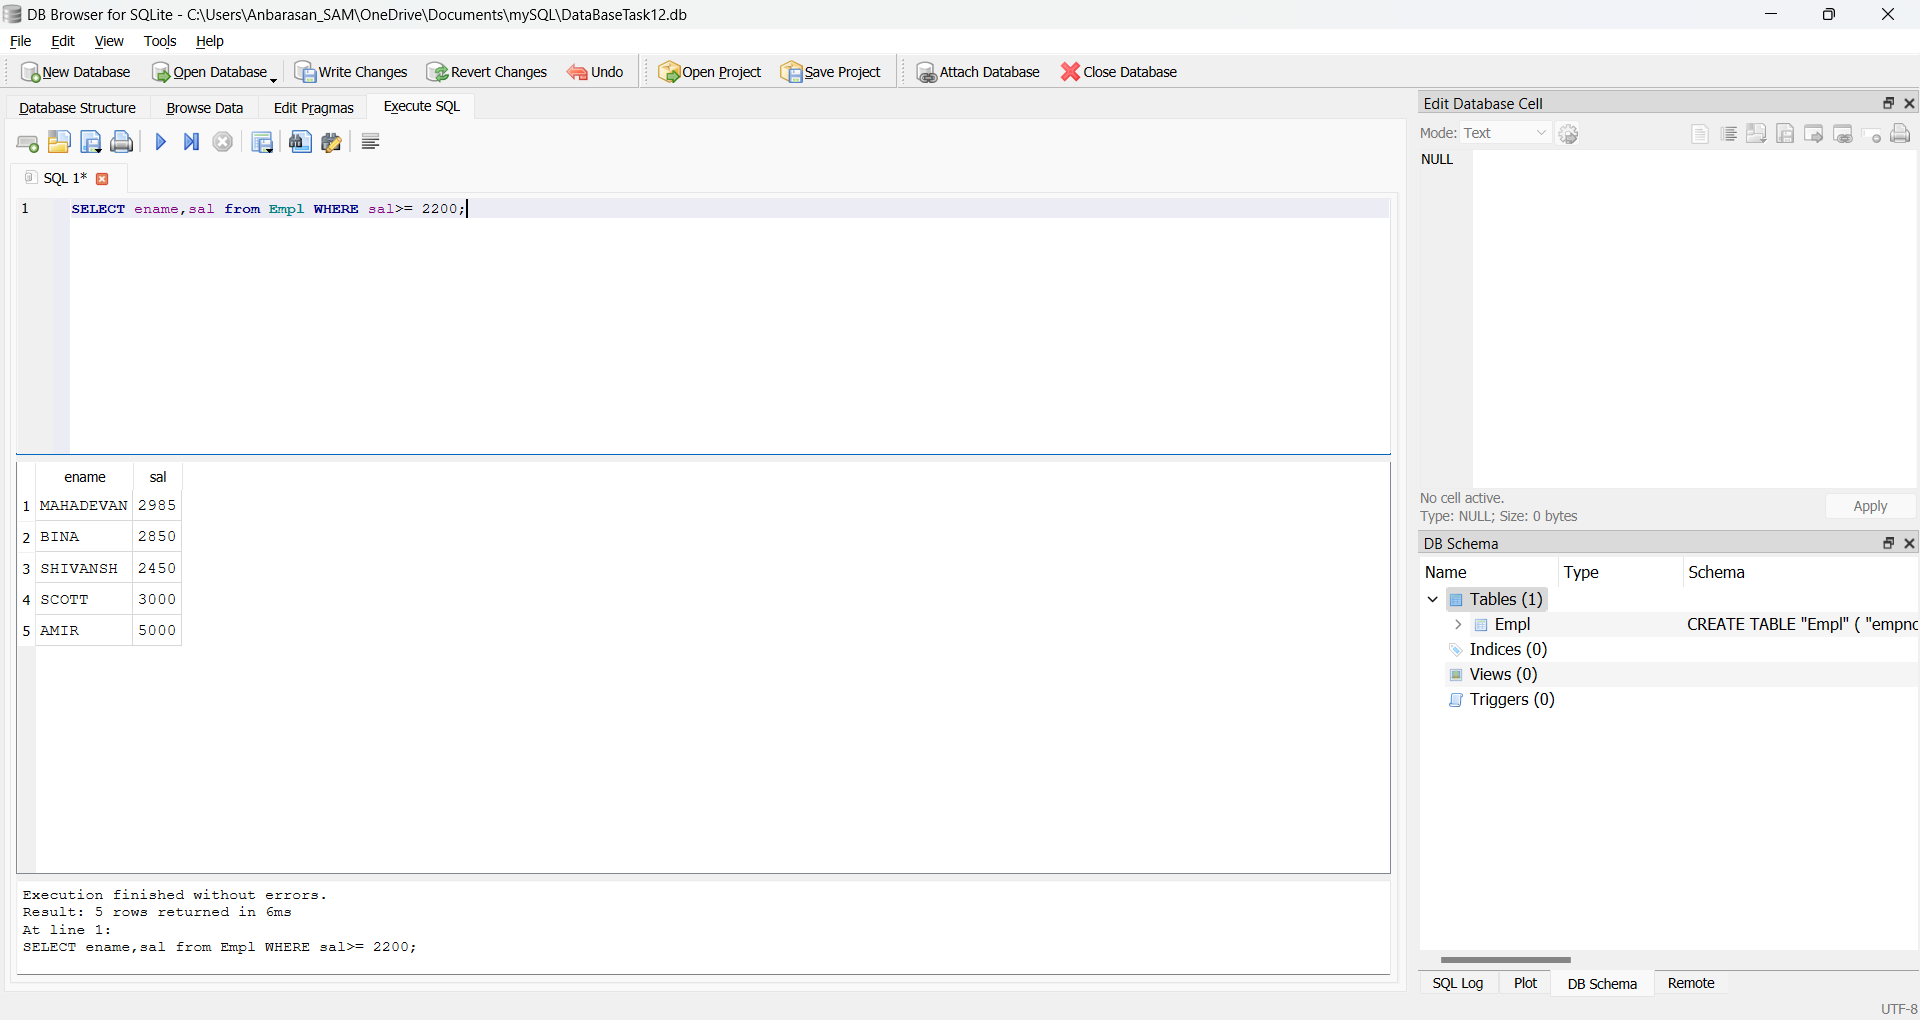 DB Browser for SQLite - C:\Users\Anbarasan_SAM\OneDrive\Documents\mySQL\DataBaseTask12.db
File Edit View Tools Help
New Database Open Database Write Changes Revert Changes Undo Open Project Save Project Attach Database Close Database
Database Structure Browse Data Edit Pragmas Execute SQL
SQL 1*
1 SELECT ename,sal from Empl WHERE sal>= 2200;
ename sal
1 MAHADEVAN 2985
2 BINA 2850
3 SHIVANSH 2450
4 SCOTT 3000
5 AMIR 5000
Execution finished without errors.
Result: 5 rows returned in 6ms
At line 1:
SELECT ename,sal from Empl WHERE sal>= 2200;
Edit Database Cell
Mode: Text
NULL
No cell active.
Type: NULL; Size: 0 bytes
Apply
DB Schema
Name Type Schema
Tables (1)
Empl CREATE TABLE "Empl" ( "empno
Indices (0)
Views (0)
Triggers (0)
SQL Log Plot DB Schema Remote
UTF-8